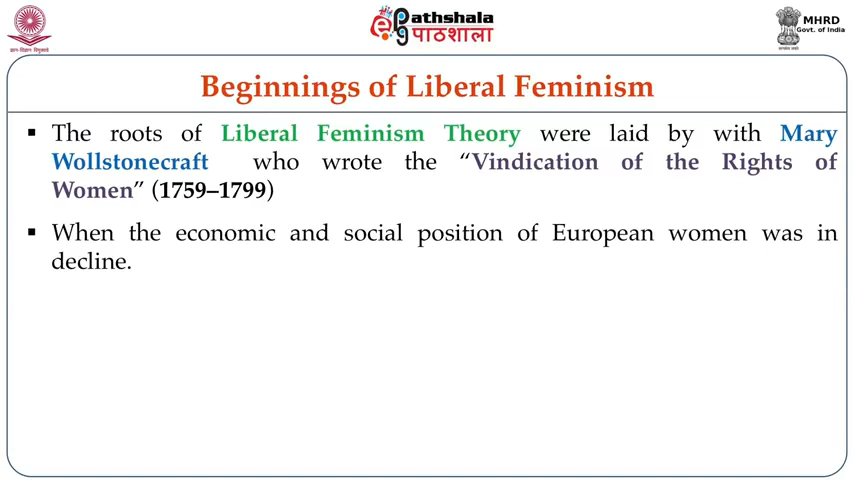 ज्ञान-विज्ञान विमुक्तये
ePathshala
पाठशाला
MHRD
Govt. of India
Beginnings of Liberal Feminism
▪ The roots of Liberal Feminism Theory were laid by with Mary
Wollstonecraft who wrote the “Vindication of the Rights of
Women” (1759–1799)
▪ When the economic and social position of European women was in
decline.